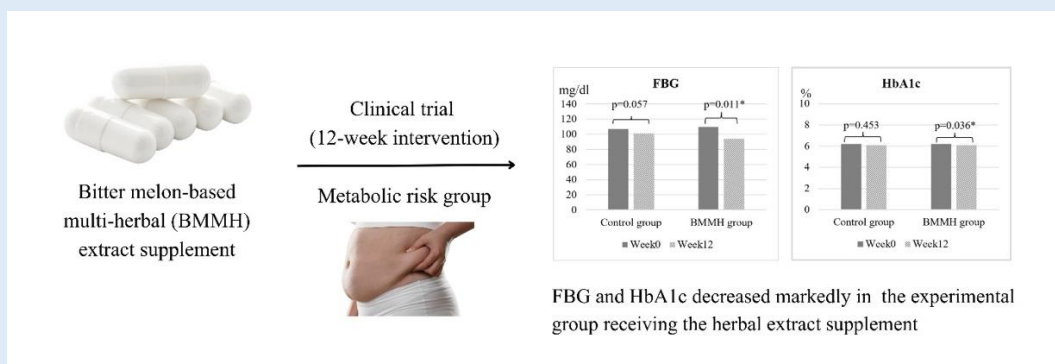 Bitter melon-based
multi-herbal (BMMH)
extract supplement
Clinical trial
(12-week intervention)
Metabolic risk group
FBG
mg/dl
140
120
100
80
60
40
20
0
p=0.057
p=0.011*
Control group
BMMH group
Week0
Week12
HbA1c
%
10
8
6
4
2
0
p=0.453
p=0.036*
Control group
BMMH group
Week0
Week12
FBG and HbA1c decreased markedly in the experimental
group receiving the herbal extract supplement